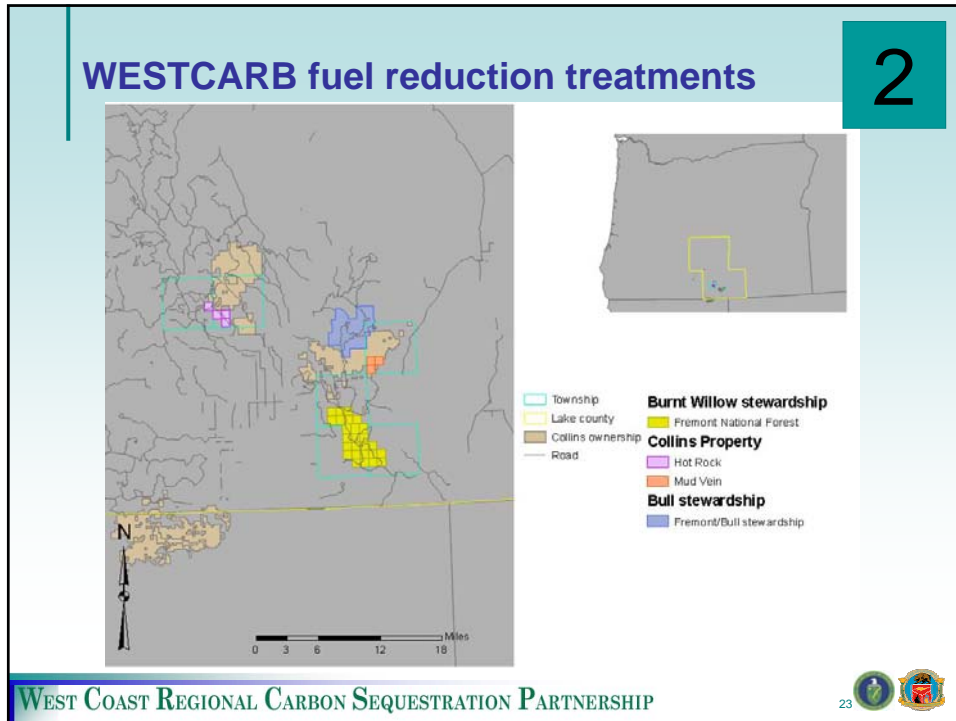 WESTCARB fuel reduction treatments
2
Township
Lake county
Collins ownership
Road
Burnt Willow stewardship
Fremont National Forest
Collins Property
Hot Rock
Mud Vein
Bull stewardship
Fremont/Bull stewardship
N
Miles
0 3 6 12 18
WEST COAST REGIONAL CARBON SEQUESTRATION PARTNERSHIP
23